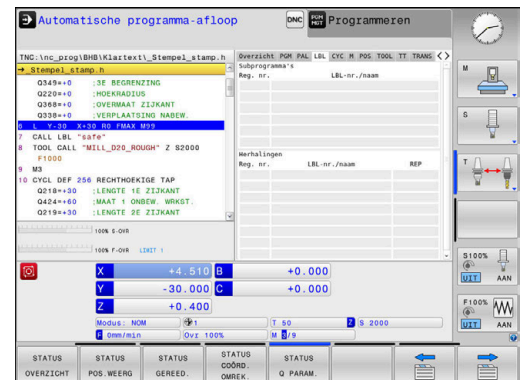 Automatische programma-afloop
DNC
PGM MGT
Programmeren
TNC:\nc_prog\BHB\Klartext\_Stempel_stamp.h
→_Stempel_stamp.h
Q349=+0 ;3E BEGRENZING
Q220=+0 ;HOEKRADIUS
Q368=+0 ;OVERMAAT ZIJKANT
Q338=+0 ;VERPLAATSING NABEW.
6 L Y-30 X+30 R0 FMAX M99
7 CALL LBL "safe"
8 TOOL CALL "MILL_D20_ROUGH" Z S2000
F1000
9 M3
10 CYCL DEF 256 RECHTHOEKIGE TAP
Q218=+30 ;LENGTE 1E ZIJKANT
Q424=+60 ;MAAT 1 ONBEW. WRKST.
Q219=+30 ;LENGTE 2E ZIJKANT
100% S-OVR
100% F-OVR LIMIT 1
Overzicht PGM PAL LBL CYC M POS TOOL TT TRANS
Subprogramma's
Reg. nr. LBL-nr./naam
Herhalingen
Reg. nr. LBL-nr./naam REP
X +4.510 B +0.000
Y -30.000 C +0.000
Z +0.400
Modus: NOM 1 T 50 Z S 2000
F 0mm/min Ovr 100% M 5/9
M
S
T
S100%
UIT AAN
F100%
UIT AAN
STATUS OVERZICHT
STATUS POS.WEERG.
STATUS GEREED.
STATUS COÖRD. OMREK.
STATUS Q PARAM.